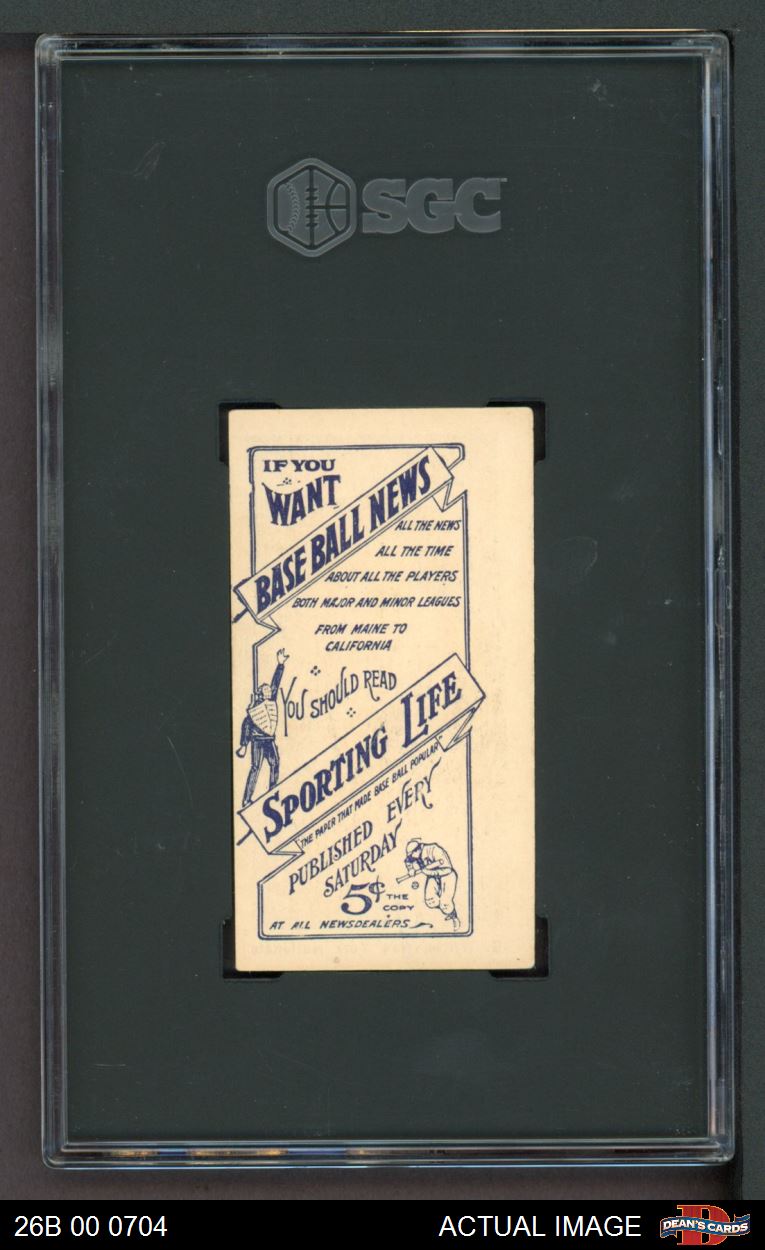 SGC
IF YOU
WANT
BASE BALL NEWS
ALL THE NEWS
ALL THE TIME
ABOUT ALL THE PLAYERS
BOTH MAJOR AND MINOR LEAGUES
FROM MAINE TO
CALIFORNIA
YOU SHOULD READ
SPORTING LIFE
"THE PAPER THAT MADE BASE BALL POPULAR"
PUBLISHED EVERY
SATURDAY
5¢ THE
COPY
AT ALL NEWSDEALERS
26B 00 0704 ACTUAL IMAGE DEAN'S CARDS